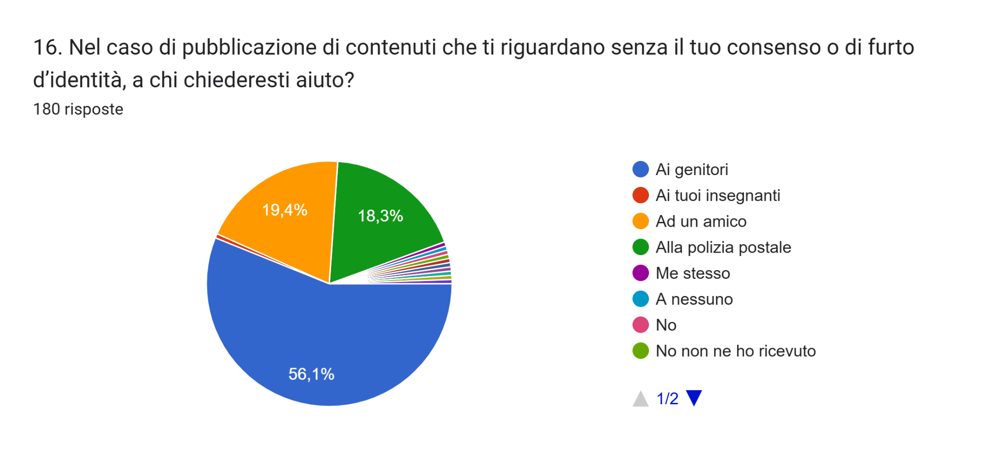 16. Nel caso di pubblicazione di contenuti che ti riguardano senza il tuo consenso o di furto
d’identità, a chi chiederesti aiuto?
180 risposte
19,4%
18,3%
56,1%
Ai genitori
Ai tuoi insegnanti
Ad un amico
Alla polizia postale
Me stesso
A nessuno
No
No non ne ho ricevuto
1/2